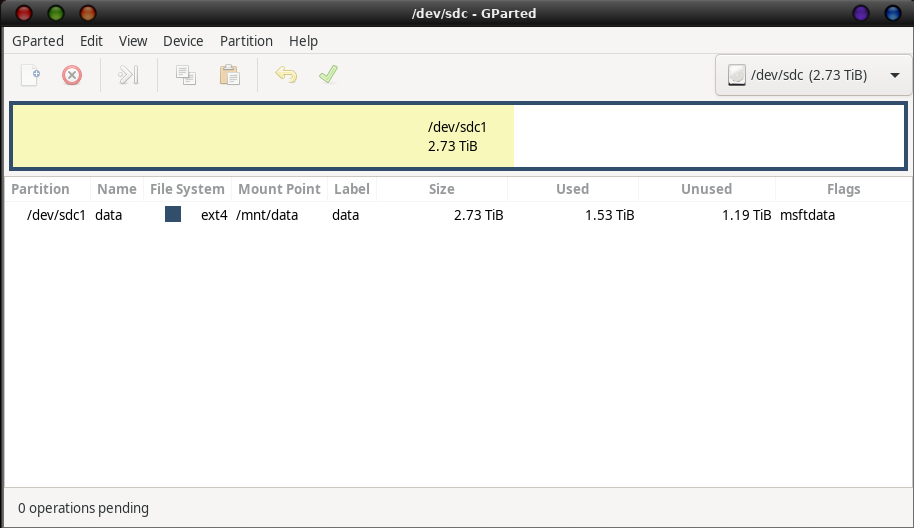 /dev/sdc - GParted
GParted Edit View Device Partition Help
/dev/sdc (2.73 TiB)
/dev/sdc1
2.73 TiB
Partition Name File System Mount Point Label Size Used Unused Flags
/dev/sdc1 data ext4 /mnt/data data 2.73 TiB 1.53 TiB 1.19 TiB msftdata
0 operations pending